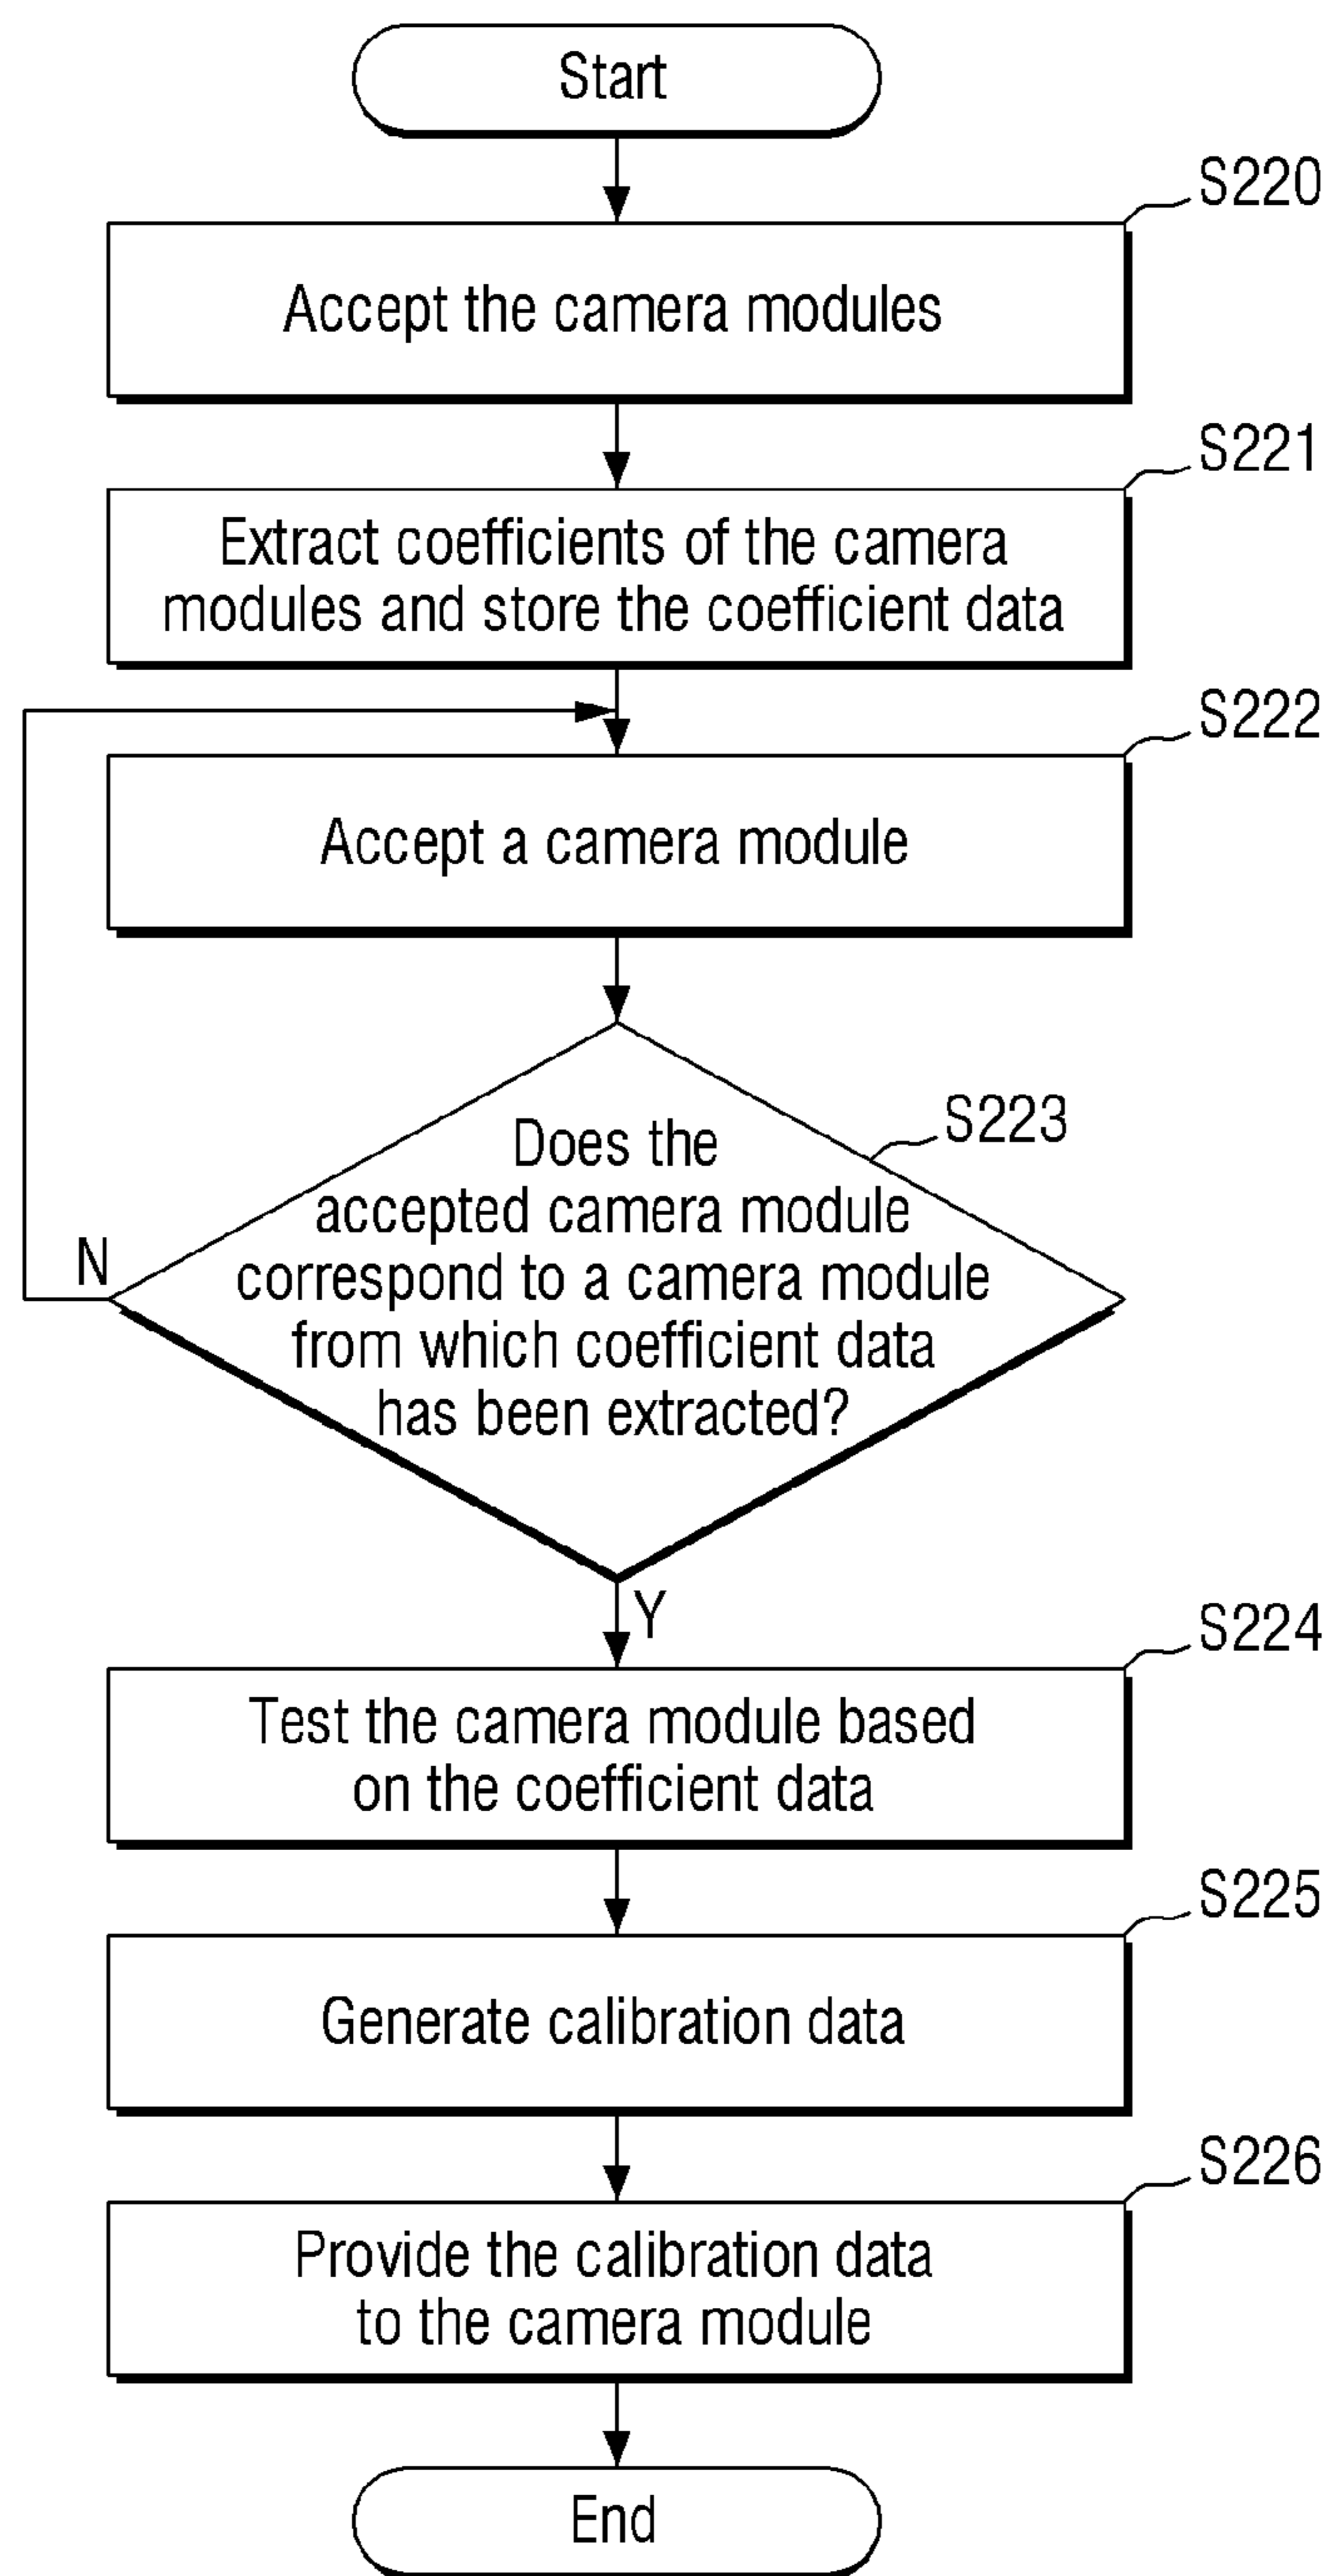 Start
S220
Accept the camera modules
S221
Extract coefficients of the camera
modules and store the coefficient data
S222
Accept a camera module
S223
Does the
accepted camera module
correspond to a camera module
from which coefficient data
has been extracted?
N
Y
S224
Test the camera module based
on the coefficient data
S225
Generate calibration data
S226
Provide the calibration data
to the camera module
End